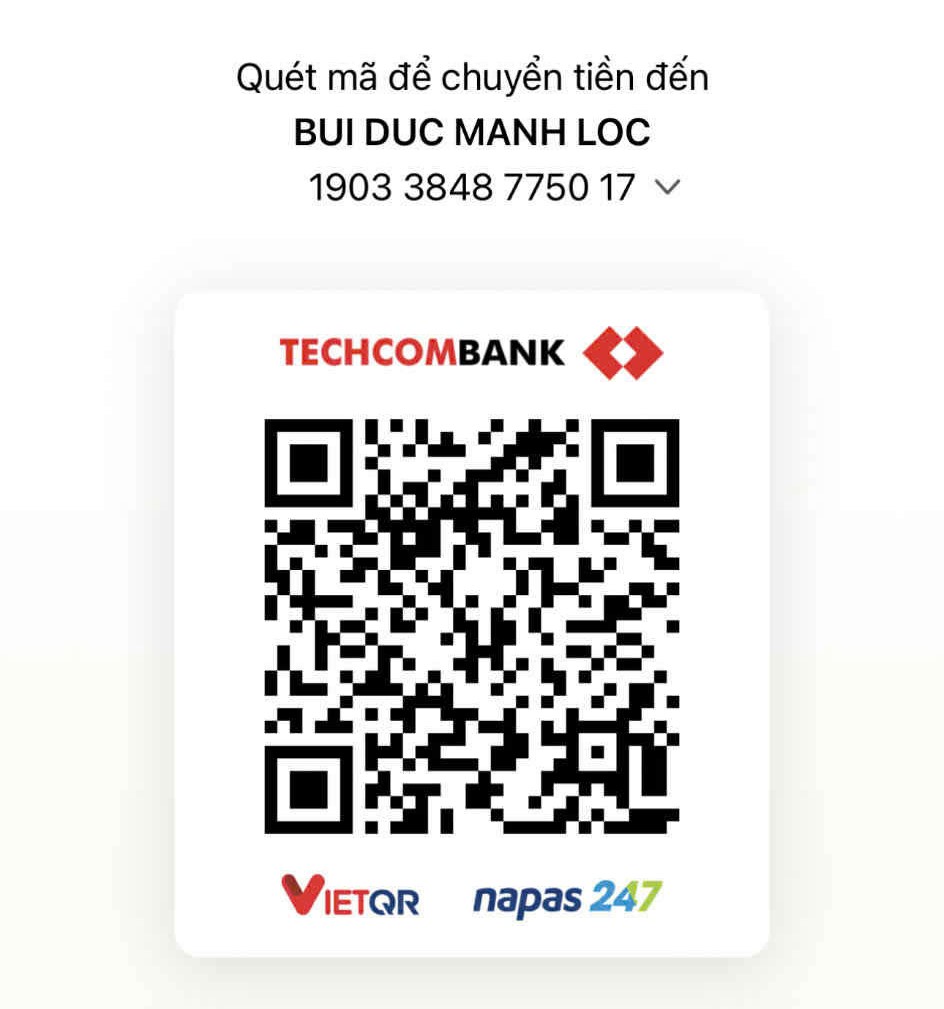 Quét mã để chuyển tiền đến
BUI DUC MANH LOC
1903 3848 7750 17
TECHCOMBANK
VIETQR
napas 247